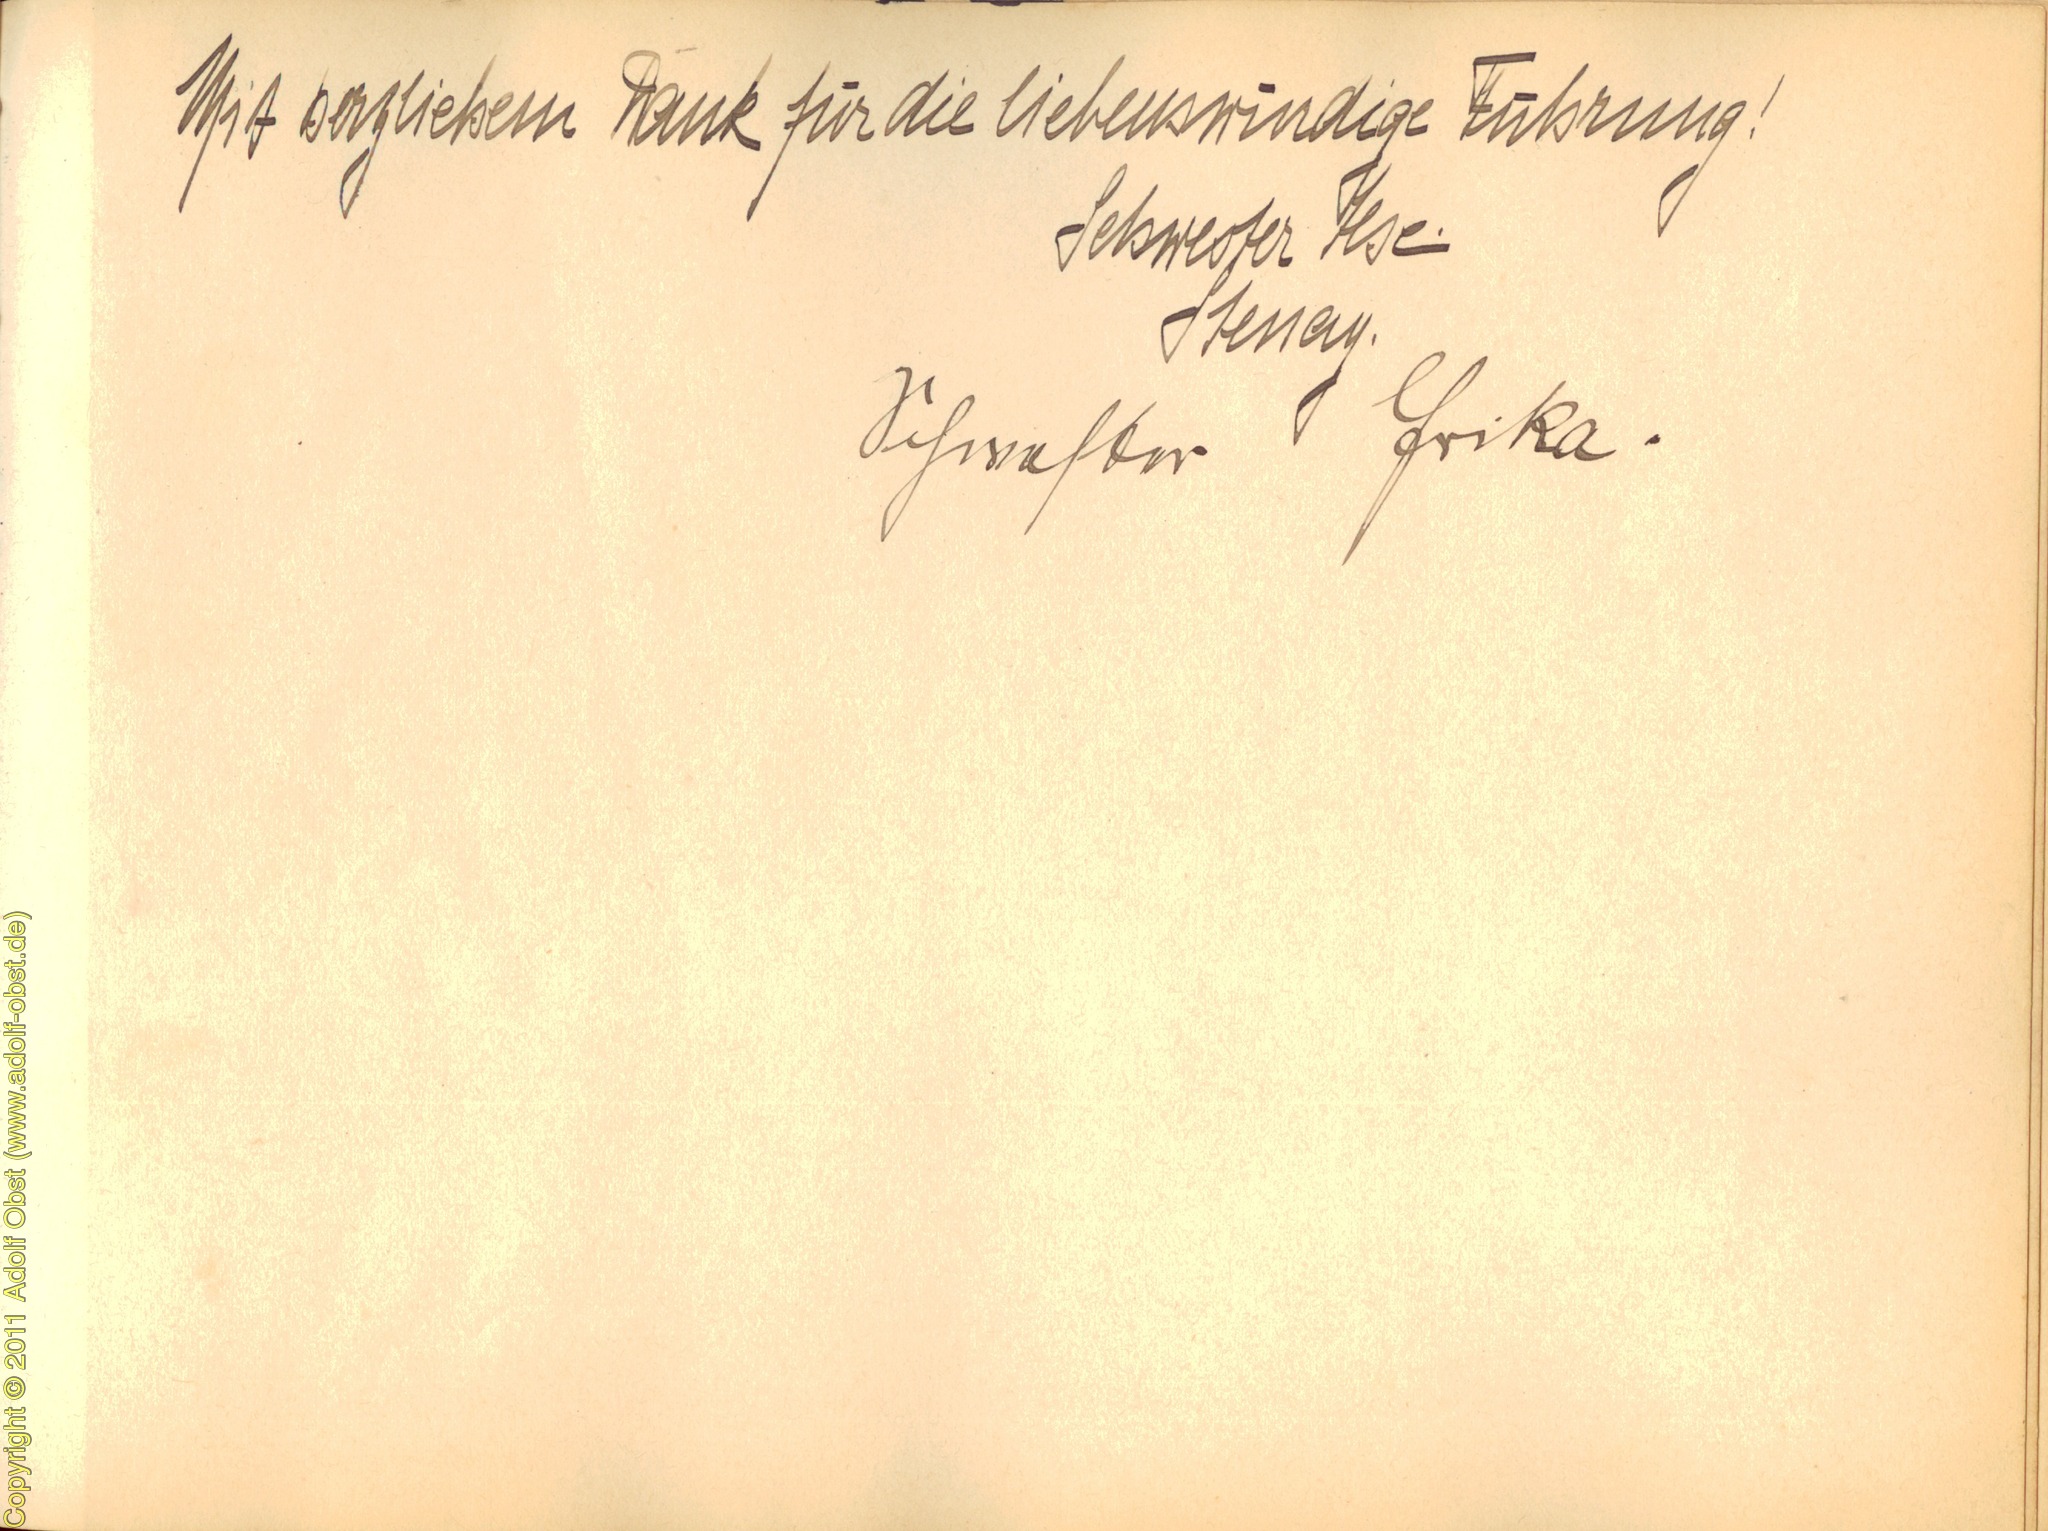 Mit herzlichem Dank für die liebenswürdige Führung!
Schwester Ilse.
Stenay.
Schwester Erika.
Copyright © 2011 Adolf Obst (www.adolf-obst.de)